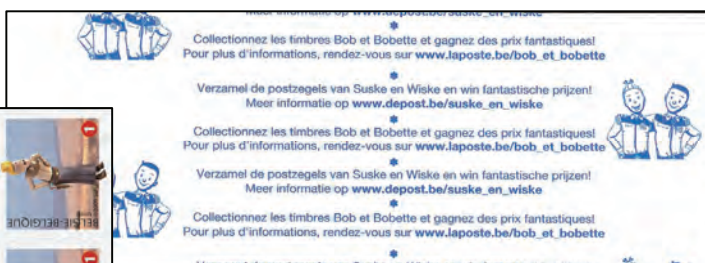 Meer informatie op www.depost.be/suske_en_wiske
Collectionnez les timbres Bob et Bobette et gagnez des prix fantastiques!
Pour plus d'informations, rendez-vous sur www.laposte.be/bob_et_bobette
Verzamel de postzegels van Suske en Wiske en win fantastische prijzen!
Meer informatie op www.depost.be/suske_en_wiske
Collectionnez les timbres Bob et Bobette et gagnez des prix fantastiques!
Pour plus d'informations, rendez-vous sur www.laposte.be/bob_et_bobette
Verzamel de postzegels van Suske en Wiske en win fantastische prijzen!
Meer informatie op www.depost.be/suske_en_wiske
Collectionnez les timbres Bob et Bobette et gagnez des prix fantastiques!
Pour plus d'informations, rendez-vous sur www.laposte.be/bob_et_bobette
1
BELGIE-BELGIQUE
1